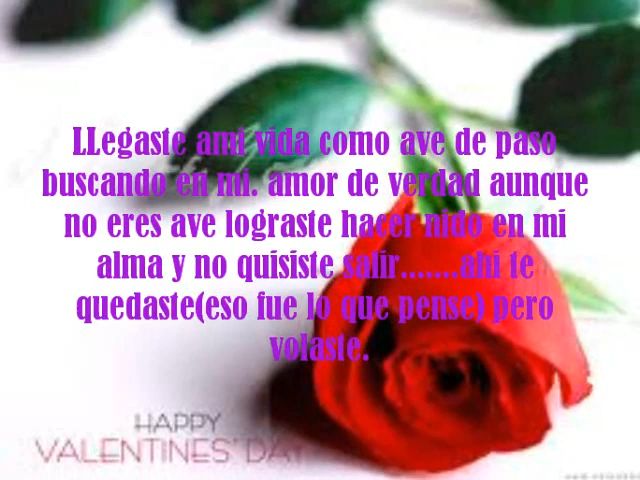 LLegaste ami vida como ave de paso
buscando en mi. amor de verdad aunque
no eres ave lograste hacer nido en mi
alma y no quisiste salir.......ahi te
quedaste(eso fue lo que pense) pero
volaste.
HAPPY
VALENTINES' DAY